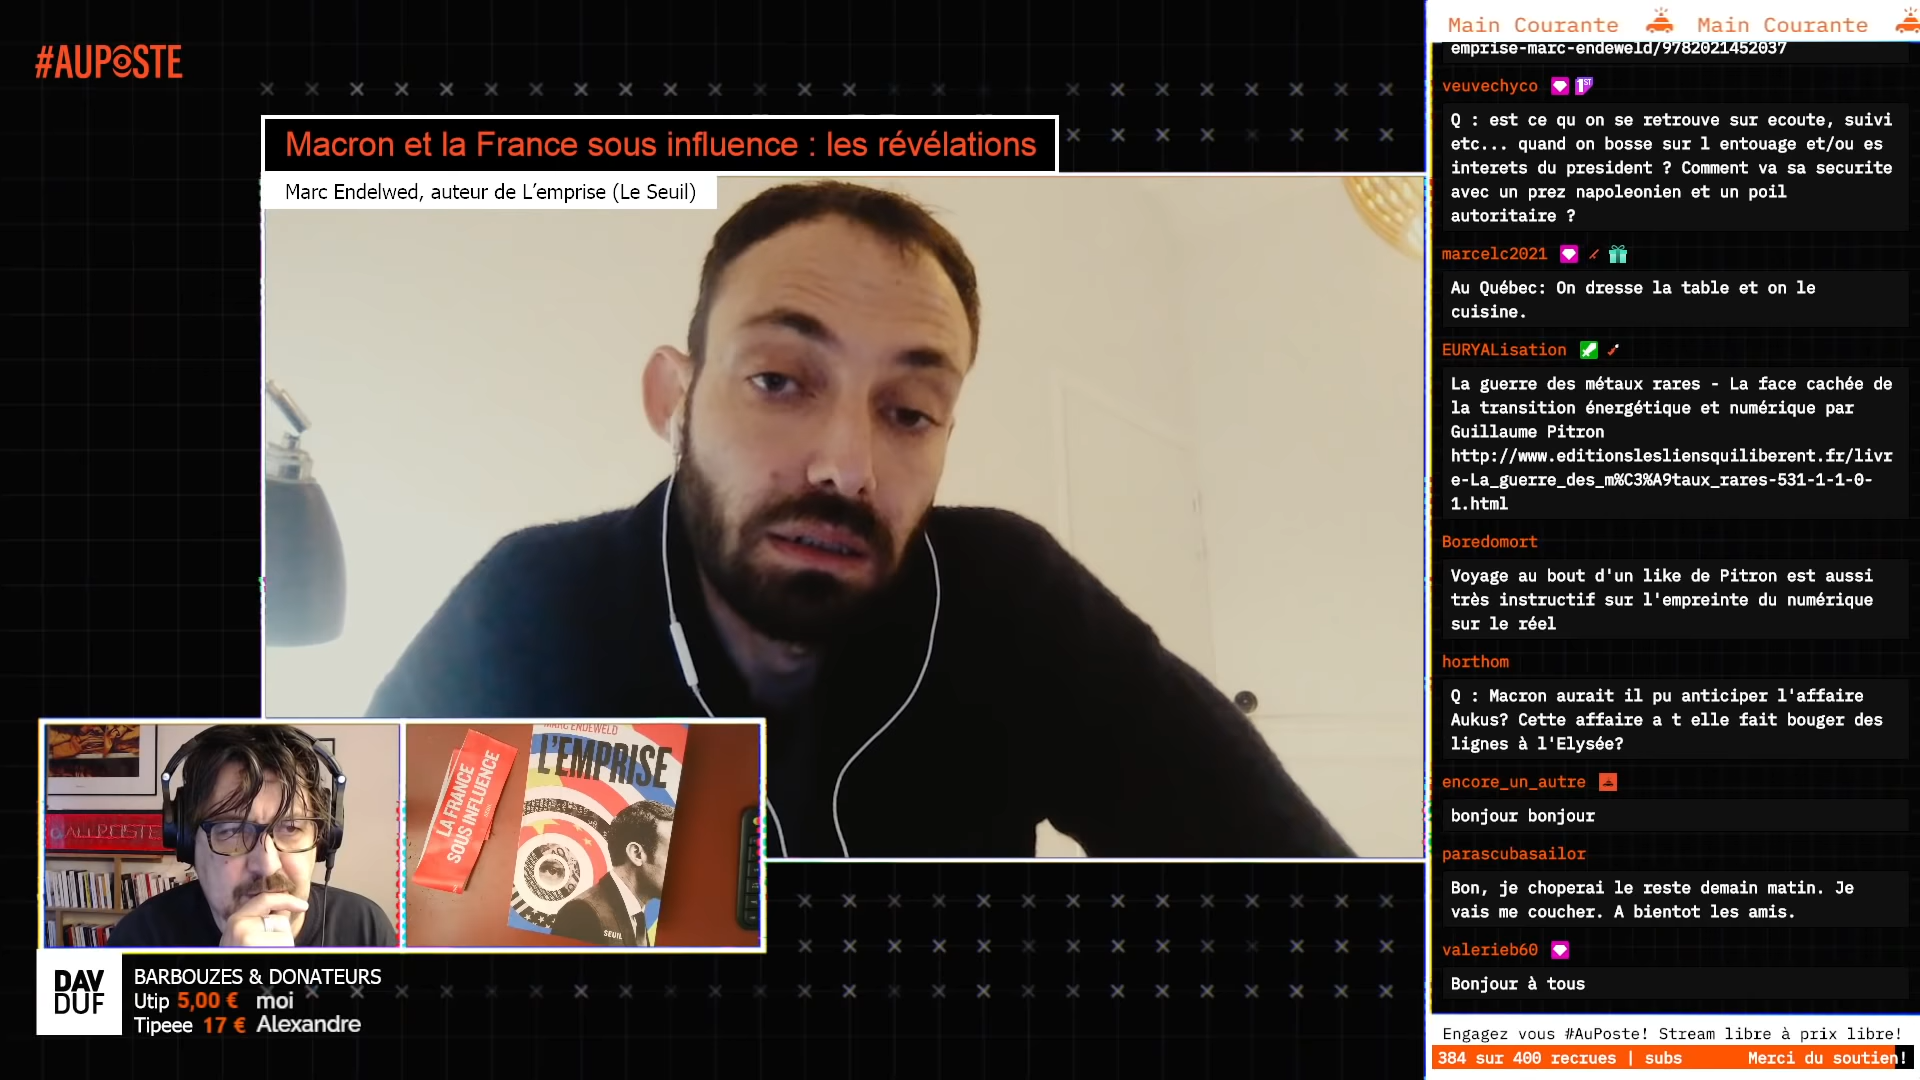 #AUPOSTE
Macron et la France sous influence : les révélations
Marc Endelwed, auteur de L’emprise (Le Seuil)
AU POSTE
LA FRANCE
SOUS INFLUENCE
MARC ENDEWELD
L'EMPRISE
SEUIL
DAV
DUF
BARBOUZES & DONATEURS
Utip 5,00 € moi
Tipeee 17 € Alexandre
Main Courante Main Courante
emprise-marc-endeweld/9782021452037
veuvechyco 1ST
Q : est ce qu on se retrouve sur ecoute, suivi
etc... quand on bosse sur l entouage et/ou es
interets du president ? Comment va sa securite
avec un prez napoleonien et un poil
autoritaire ?
marcelc2021
Au Québec: On dresse la table et on le
cuisine.
EURYALisation
La guerre des métaux rares - La face cachée de
la transition énergétique et numérique par
Guillaume Pitron
http://www.editionslesliensquiliberent.fr/livr
e-La_guerre_des_m%C3%A9taux_rares-531-1-1-0-
1.html
Boredomort
Voyage au bout d'un like de Pitron est aussi
très instructif sur l'empreinte du numérique
sur le réel
horthom
Q : Macron aurait il pu anticiper l'affaire
Aukus? Cette affaire a t elle fait bouger des
lignes à l'Elysée?
encore_un_autre
bonjour bonjour
parascubasailor
Bon, je choperai le reste demain matin. Je
vais me coucher. A bientot les amis.
valerieb60
Bonjour à tous
Engagez vous #AuPoste! Stream libre à prix libre!
384 sur 400 recrues | subs Merci du soutien!